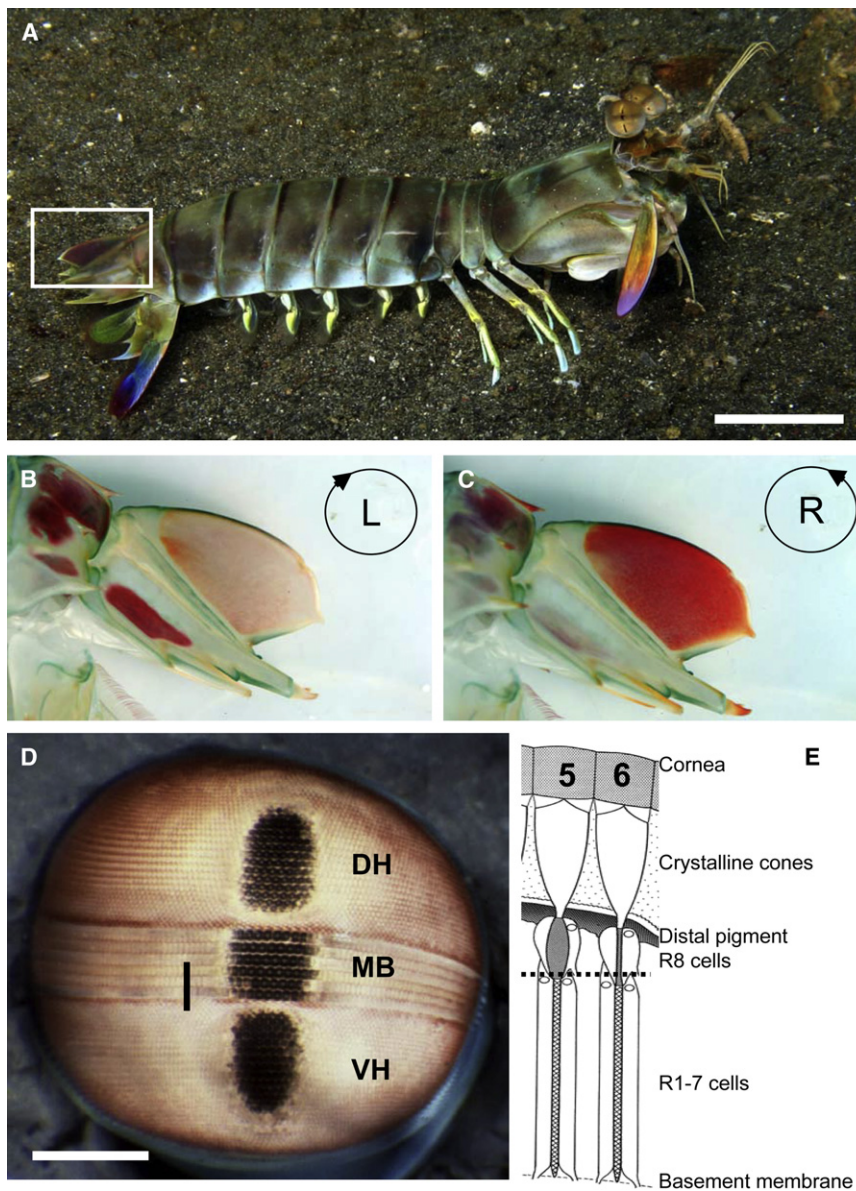 A
B
L
C
R
D
DH
MB
VH
5 6
E
Cornea
Crystalline cones
Distal pigment
R8 cells
R1-7 cells
Basement membrane